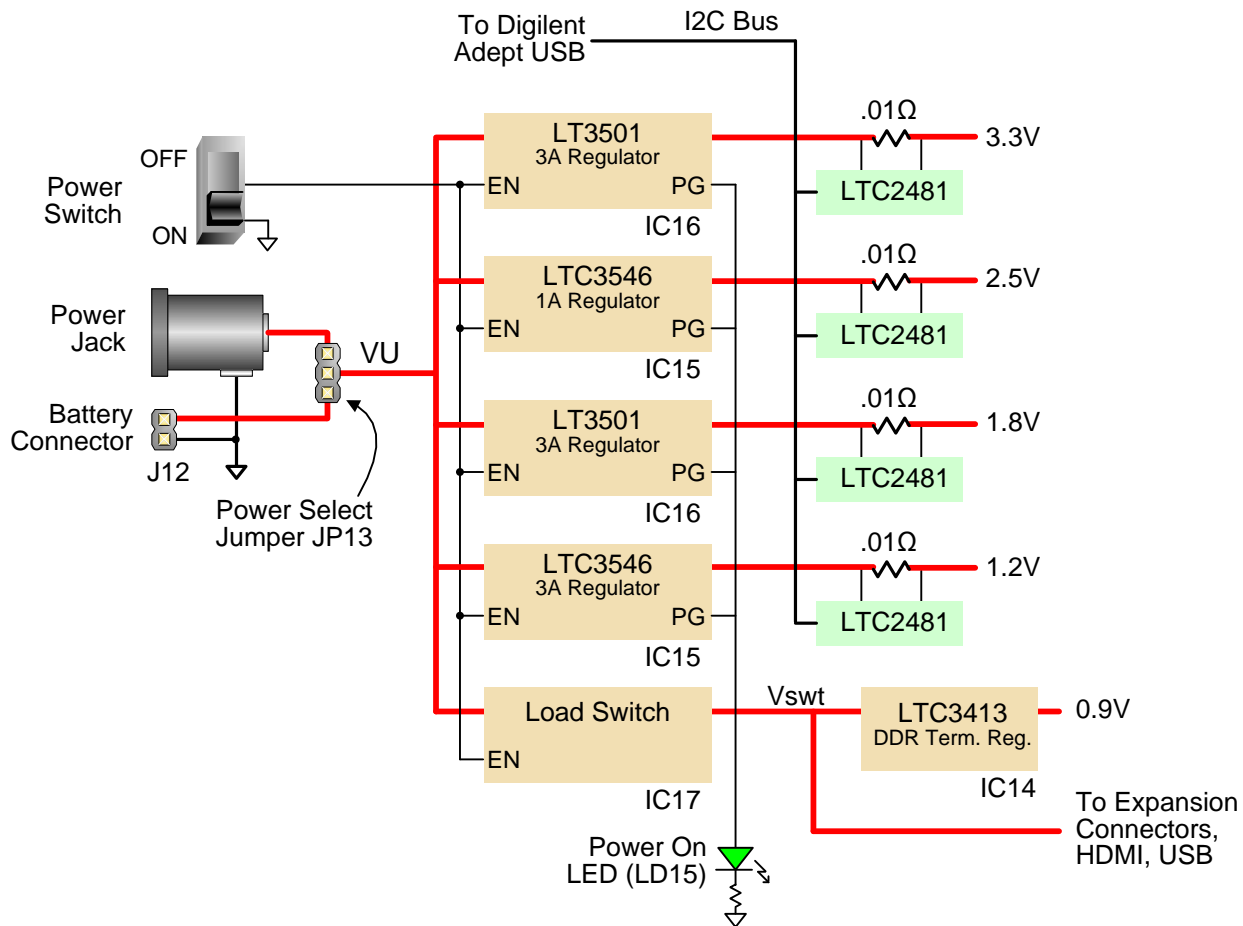 To Digilent
Adept USB
I2C Bus
OFF
Power
Switch
ON
Power
Jack
VU
Battery
Connector
J12
Power Select
Jumper JP13
LT3501
3A Regulator
EN
PG
IC16
.01Ω
3.3V
LTC2481
LTC3546
1A Regulator
EN
PG
IC15
.01Ω
2.5V
LTC2481
LT3501
3A Regulator
EN
PG
IC16
.01Ω
1.8V
LTC2481
LTC3546
3A Regulator
EN
PG
IC15
.01Ω
1.2V
LTC2481
Load Switch
EN
IC17
Vswt
LTC3413
DDR Term. Reg.
IC14
0.9V
To Expansion
Connectors,
HDMI, USB
Power On
LED (LD15)